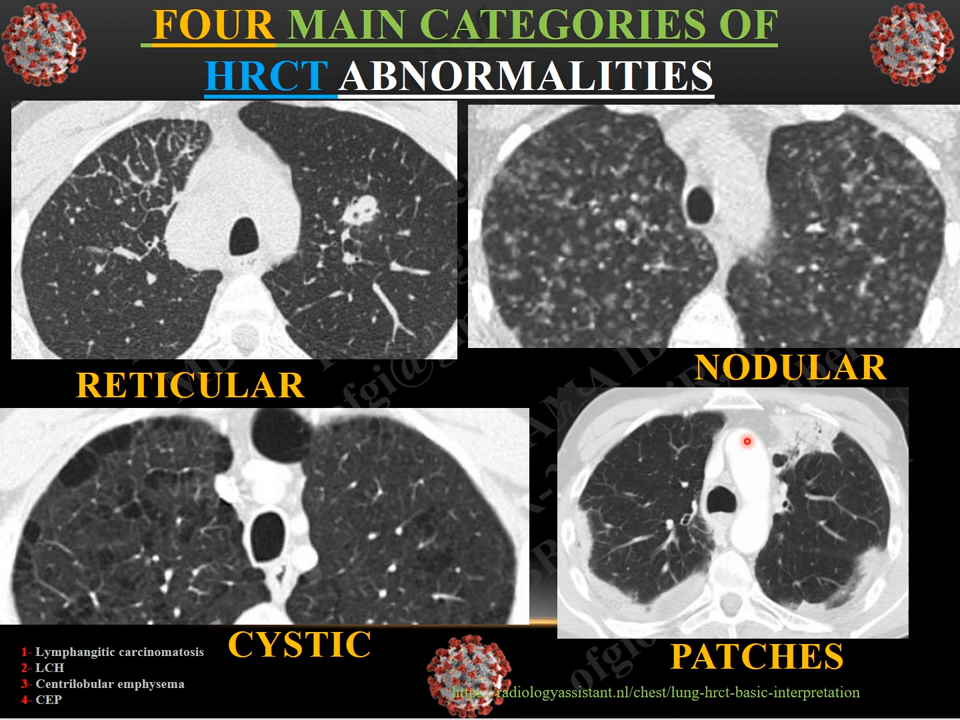 FOUR MAIN CATEGORIES OF
HRCT ABNORMALITIES
RETICULAR
NODULAR
CYSTIC
PATCHES
1- Lymphangitic carcinomatosis
2- LCH
3- Centrilobular emphysema
4- CEP
https://radiologyassistant.nl/chest/lung-hrct-basic-interpretation